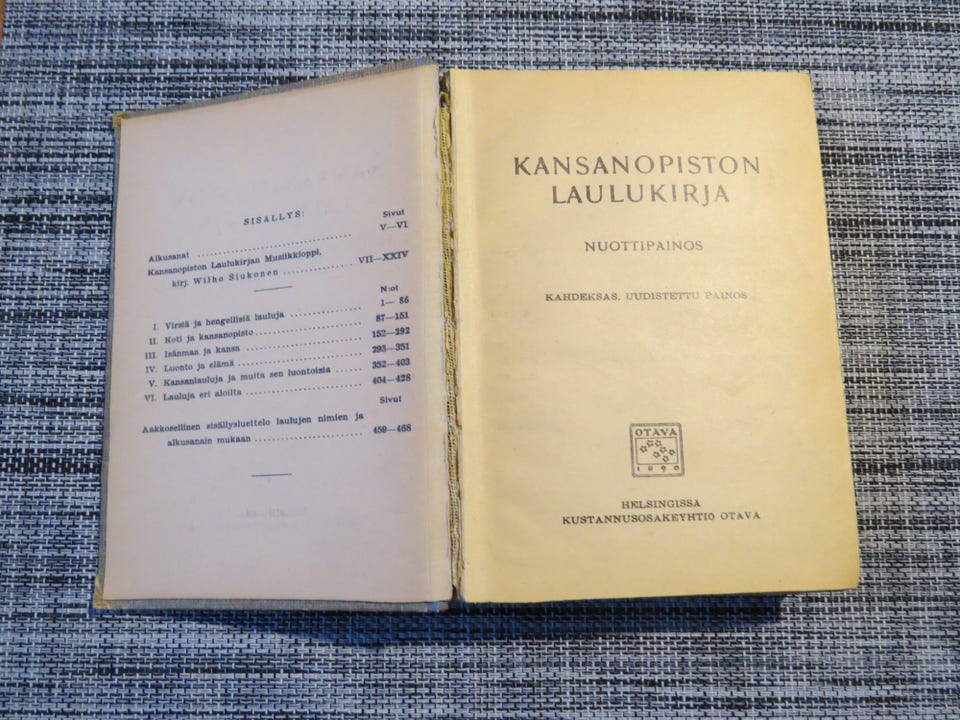 SISÄLLYS:
Sivut
Alkusanat V—VI
Kansanopiston Laulukirjan Musiikkioppi,
kirj. Wilho Siukonen VII—XXIV
N:ot
I. Virsiä ja hengellisiä lauluja 1— 86
II. Koti ja kansanopisto 87—151
III. Isänmaa ja kansa 152—292
IV. Luonto ja elämä 293—351
V. Kansanlauluja ja muita sen luontoisia 352—403
VI. Lauluja eri aloilta 404—428
Sivut
Aakkosellinen sisällysluettelo laulujen nimien ja
alkusanain mukaan 459—468
KANSANOPISTON
LAULUKIRJA
NUOTTIPAINOS
KAHDEKSAS, UUDISTETTU PAINOS
OTAVA
1890
HELSINGISSÄ
KUSTANNUSOSAKEYHTIÖ OTAVA